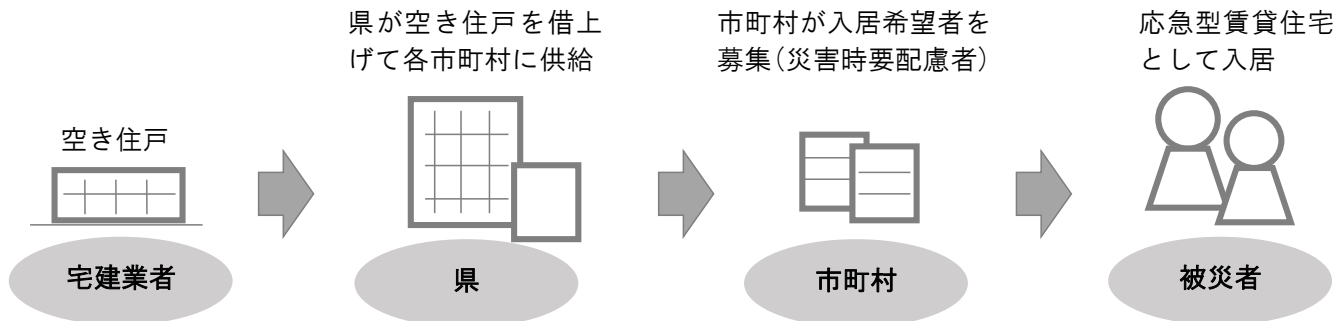 県が空き住戸を借上
げて各市町村に供給
市町村が入居希望者を
募集（災害時要配慮者）
応急型賃貸住宅
として入居
空き住戸
宅建業者
県
市町村
被災者